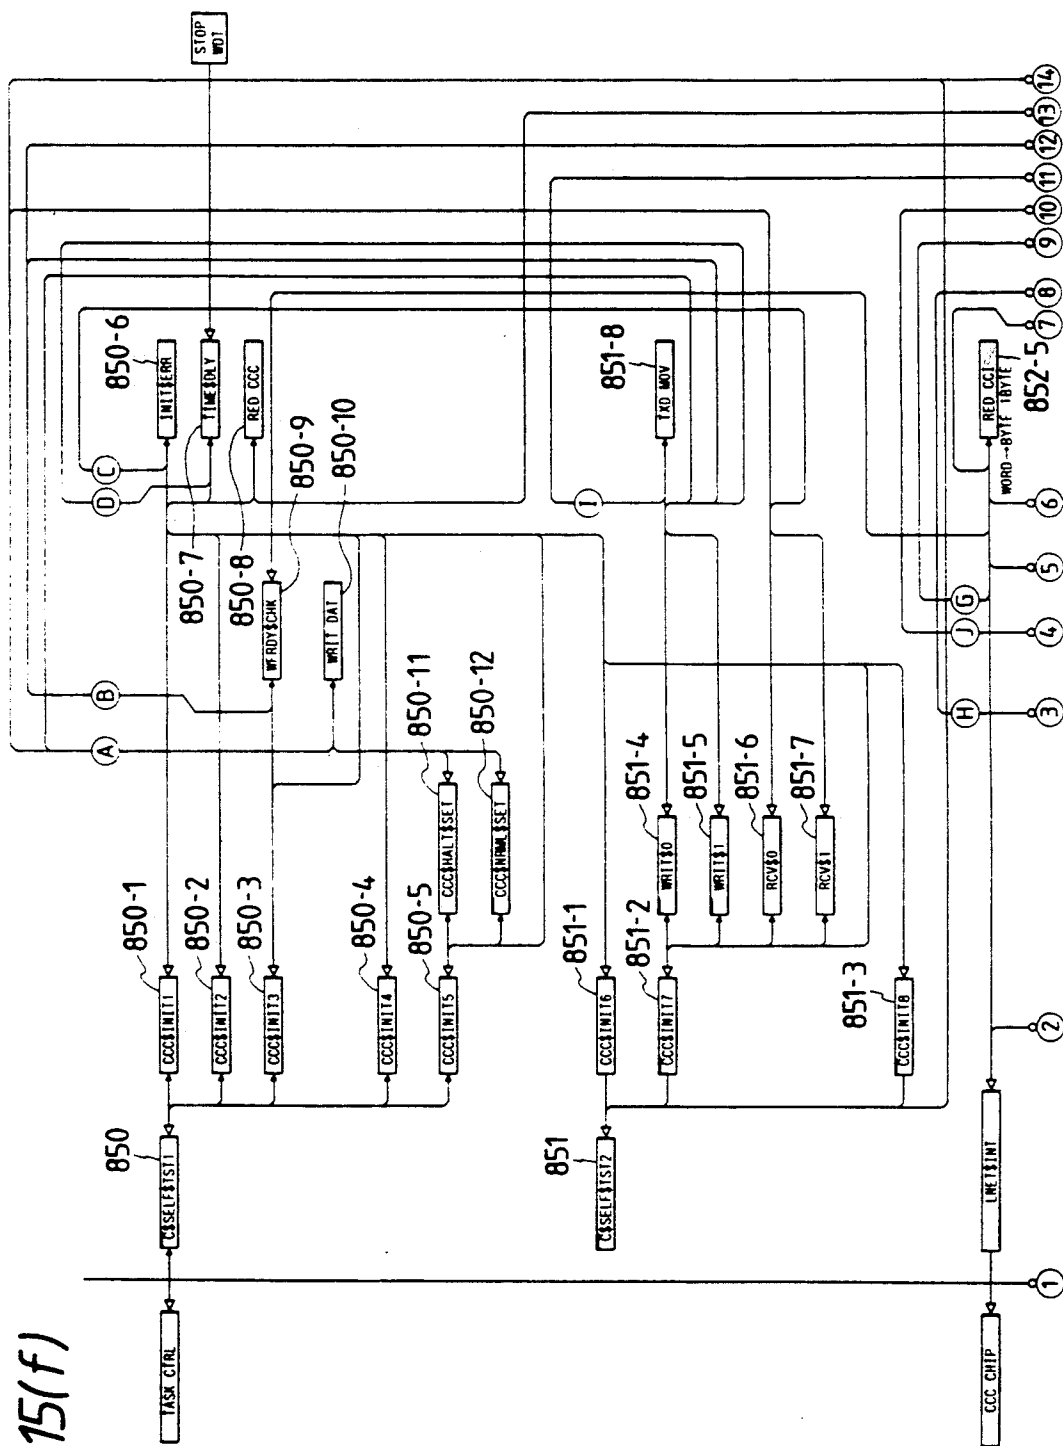 15(f)
TASK CTRL
850
C$SELF$TST1
850-1
CCC$INIT1
850-2
CCC$INIT2
850-3
CCC$INIT3
850-4
CCC$INIT4
850-5
CCC$INIT5
850-6
INIT$ERR
850-7
TIME$DLY
850-8
RED CCC
850-9
WFRDY$CHK
850-10
WRIT DAT
850-11
CCC$HALT$SET
850-12
CCC$NRML$SET
STOP
WDT
A
B
C
D
851
C$SELF$TST2
851-1
CCC$INIT6
851-2
CCC$INIT7
851-3
CCC$INIT8
851-4
WRIT$0
851-5
WRIT$1
851-6
RCV$0
851-7
RCV$1
851-8
TXD MOV
I
CCC CHIP
LNET$INT
H
J
G
RED CCI
852-5
WORD→BYTE 1BYTE
1
2
3
4
5
6
7
8
9
10
11
12
13
14